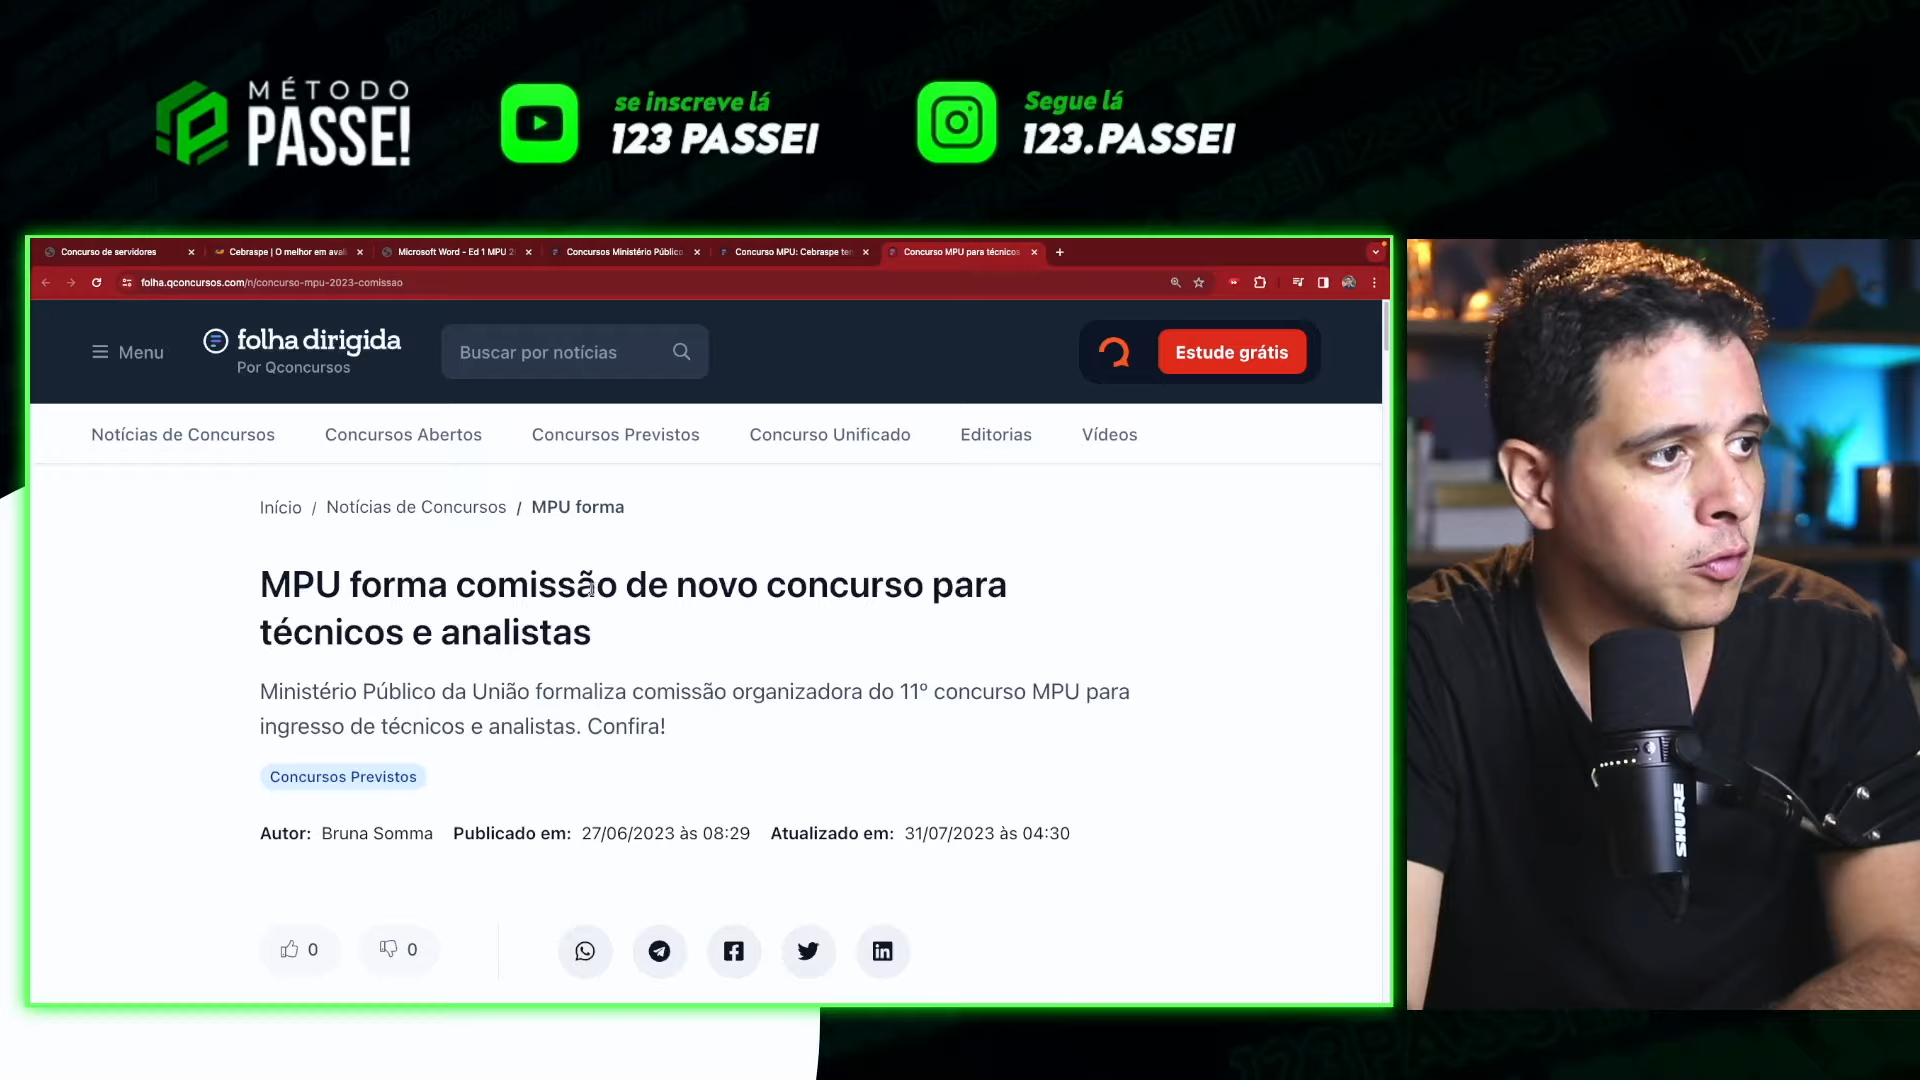 MÉTODO
PASSEI!
se inscreve lá
123 PASSEI
Segue lá
123.PASSEI
Concurso de servidores
Cebraspe | O melhor em aval
Microsoft Word - Ed 1 MPU 2
Concursos Ministério Público
Concurso MPU: Cebraspe ter
Concurso MPU para técnicos
folha.qconcursos.com/n/concurso-mpu-2023-comissao
Menu
folha dirigida
Por Qconcursos
Buscar por notícias
Estude grátis
Notícias de Concursos
Concursos Abertos
Concursos Previstos
Concurso Unificado
Editorias
Vídeos
Início / Notícias de Concursos / MPU forma
MPU forma comissão de novo concurso para
técnicos e analistas
Ministério Público da União formaliza comissão organizadora do 11º concurso MPU para
ingresso de técnicos e analistas. Confira!
Concursos Previstos
Autor: Bruna Somma Publicado em: 27/06/2023 às 08:29 Atualizado em: 31/07/2023 às 04:30
0
0
SHURE